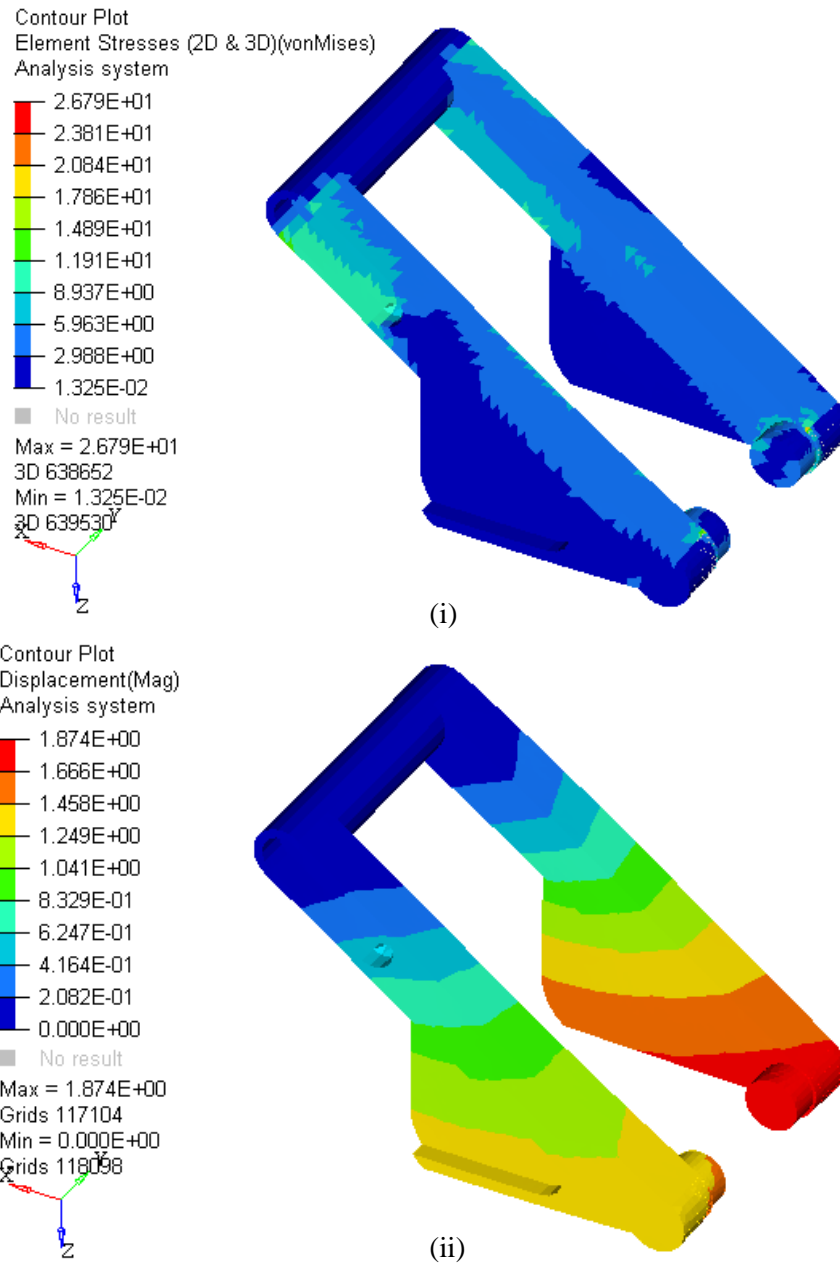 Contour Plot
Element Stresses (2D & 3D)(vonMises)
Analysis system
2.679E+01
2.381E+01
2.084E+01
1.786E+01
1.489E+01
1.191E+01
8.937E+00
5.963E+00
2.988E+00
1.325E-02
No result
Max = 2.679E+01
3D 638652
Min = 1.325E-02
3D 639530
X
Y
Z
(i)
Contour Plot
Displacement(Mag)
Analysis system
1.874E+00
1.666E+00
1.458E+00
1.249E+00
1.041E+00
8.329E-01
6.247E-01
4.164E-01
2.082E-01
0.000E+00
No result
Max = 1.874E+00
Grids 117104
Min = 0.000E+00
Grids 118098
X
Y
Z
(ii)